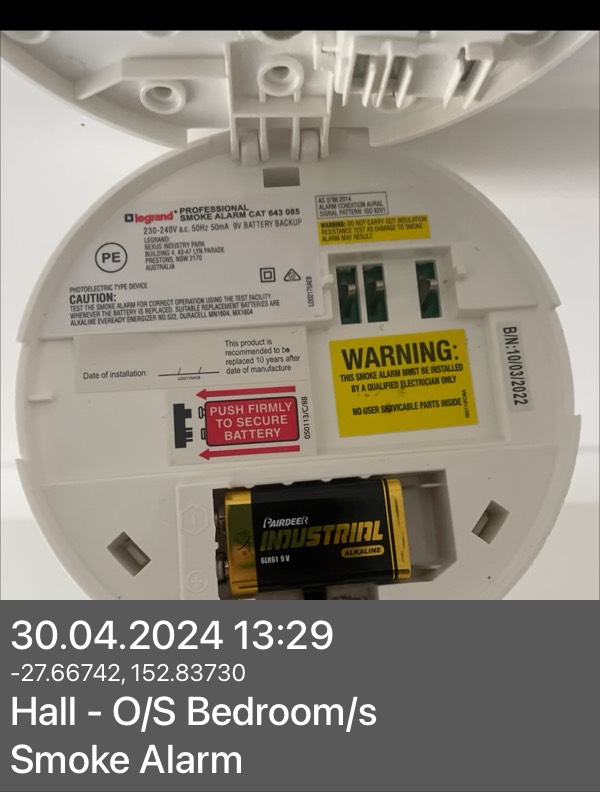 legrand PROFESSIONAL
SMOKE ALARM CAT 643 085
230-240V a.c. 50Hz 50mA 9V BATTERY BACKUP
LEGRAND
NEXUS INDUSTRY PARK
BUILDING 4, 43-47 LYN PARADE
PRESTONS, NSW 2170
AUSTRALIA
PE
PHOTOELECTRIC TYPE DEVICE
CAUTION:
TEST THE SMOKE ALARM FOR CORRECT OPERATION USING THE TEST FACILITY
WHENEVER THE BATTERY IS REPLACED. SUITABLE REPLACEMENT BATTERIES ARE
ALKALINE EVEREADY ENERGIZER NO.522, DURACELL MN1604, MX1604
AS 3786:2014
ALARM CONDITION AURAL
SIGNAL PATTERN: ISO 8201
WARNING: DO NOT CARRY OUT INSULATION
RESISTANCE TEST AS DAMAGE TO SMOKE
ALARM MAY RESULT.
Date of installation:
This product is
recommended to be
replaced 10 years after
date of manufacture
PUSH FIRMLY
TO SECURE
BATTERY
050113/C/8B
WARNING:
THIS SMOKE ALARM MUST BE INSTALLED
BY A QUALIFIED ELECTRICIAN ONLY
NO USER SERVICABLE PARTS INSIDE
B/N:10/03/2022
PAIRDEER
INDUSTRIAL
ALKALINE
6LR61 9 V
30.04.2024 13:29
-27.66742, 152.83730
Hall - O/S Bedroom/s
Smoke Alarm